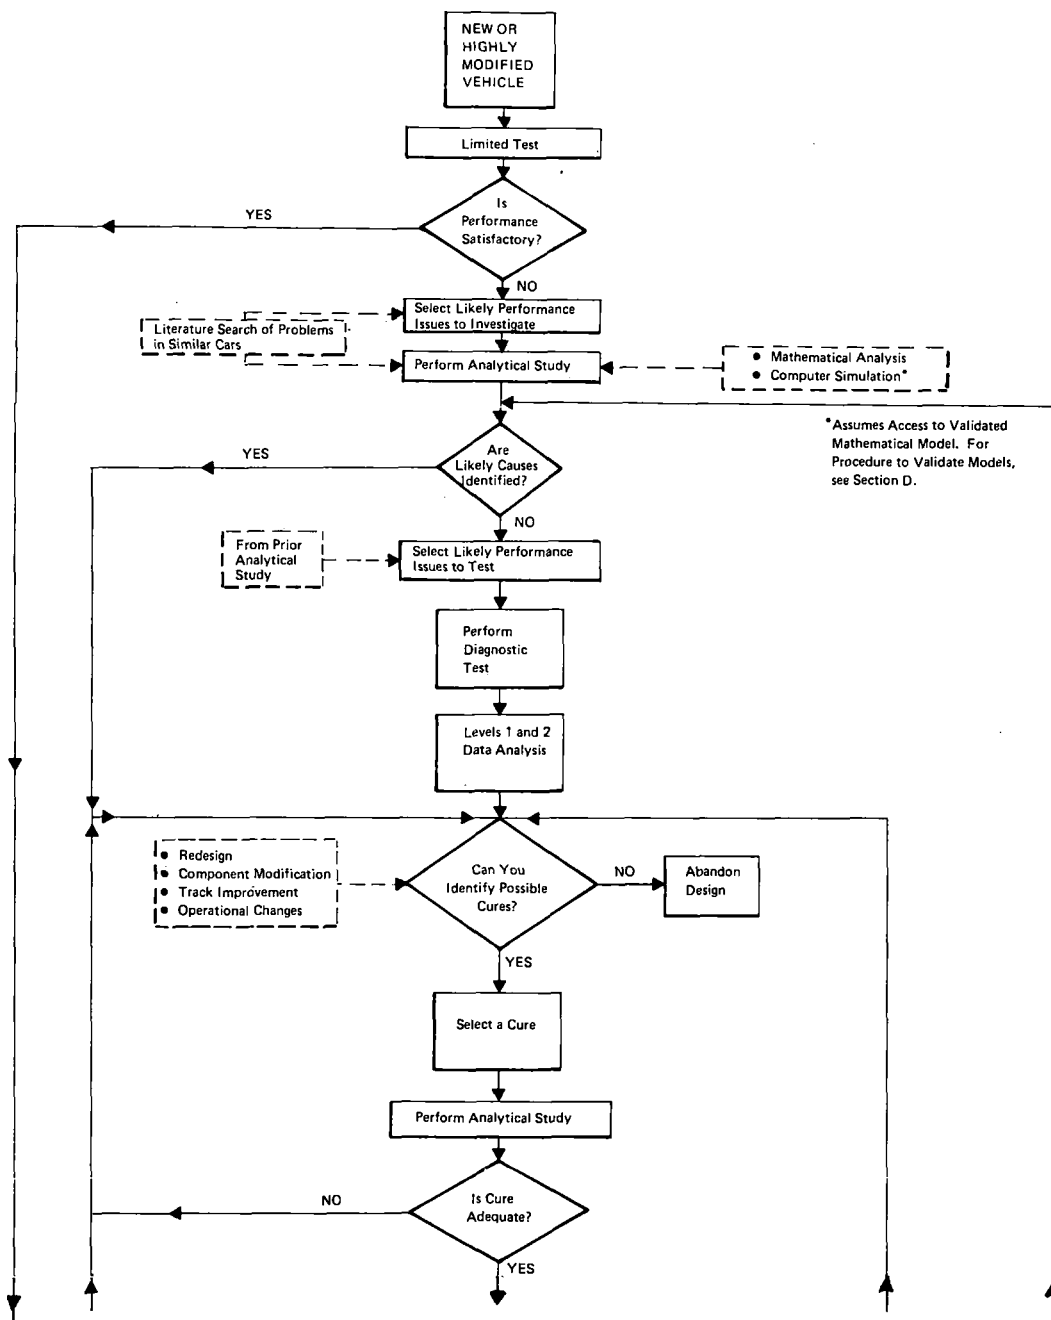 NEW OR
HIGHLY
MODIFIED
VEHICLE
Limited Test
Is
Performance
Satisfactory?
YES
NO
Select Likely Performance
Issues to Investigate
Literature Search of Problems
in Similar Cars
Perform Analytical Study
● Mathematical Analysis
● Computer Simulation*
*Assumes Access to Validated
Mathematical Model. For
Procedure to Validate Models,
see Section D.
Are
Likely Causes
Identified?
YES
NO
From Prior
Analytical
Study
Select Likely Performance
Issues to Test
Perform
Diagnostic
Test
Levels 1 and 2
Data Analysis
● Redesign
● Component Modification
● Track Improvement
● Operational Changes
Can You
Identify Possible
Cures?
NO
Abandon
Design
YES
Select a Cure
Perform Analytical Study
Is Cure
Adequate?
NO
YES